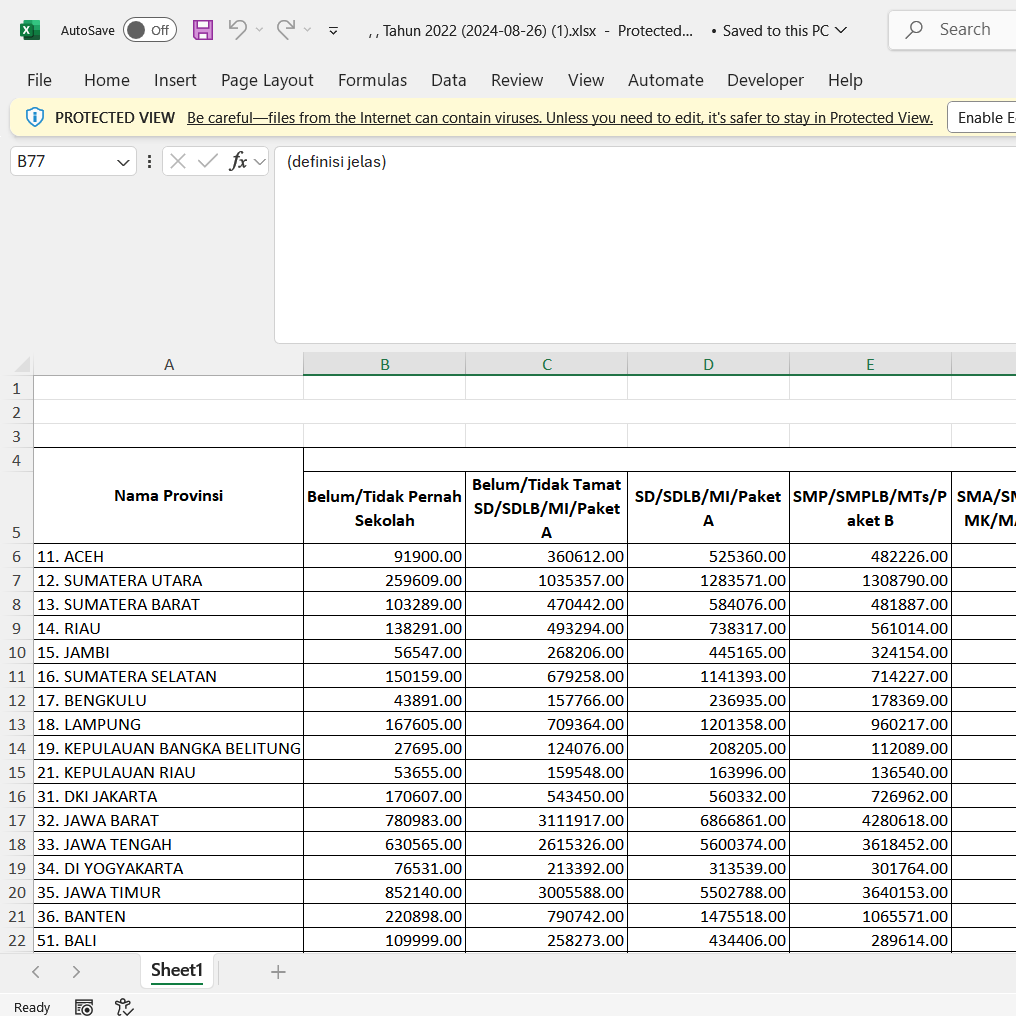 AutoSave Off , , Tahun 2022 (2024-08-26) (1).xlsx - Protected... • Saved to this PC Search
File Home Insert Page Layout Formulas Data Review View Automate Developer Help
PROTECTED VIEW Be careful—files from the Internet can contain viruses. Unless you need to edit, it's safer to stay in Protected View. Enable E
B77 fx (definisi jelas)
A B C D E
1
2
3
4
5 Nama Provinsi Belum/Tidak Pernah Sekolah Belum/Tidak Tamat SD/SDLB/MI/Paket A SD/SDLB/MI/Paket A SMP/SMPLB/MTs/Paket B SMA/SM MK/MA
6 11. ACEH 91900.00 360612.00 525360.00 482226.00
7 12. SUMATERA UTARA 259609.00 1035357.00 1283571.00 1308790.00
8 13. SUMATERA BARAT 103289.00 470442.00 584076.00 481887.00
9 14. RIAU 138291.00 493294.00 738317.00 561014.00
10 15. JAMBI 56547.00 268206.00 445165.00 324154.00
11 16. SUMATERA SELATAN 150159.00 679258.00 1141393.00 714227.00
12 17. BENGKULU 43891.00 157766.00 236935.00 178369.00
13 18. LAMPUNG 167605.00 709364.00 1201358.00 960217.00
14 19. KEPULAUAN BANGKA BELITUNG 27695.00 124076.00 208205.00 112089.00
15 21. KEPULAUAN RIAU 53655.00 159548.00 163996.00 136540.00
16 31. DKI JAKARTA 170607.00 543450.00 560332.00 726962.00
17 32. JAWA BARAT 780983.00 3111917.00 6866861.00 4280618.00
18 33. JAWA TENGAH 630565.00 2615326.00 5600374.00 3618452.00
19 34. DI YOGYAKARTA 76531.00 213392.00 313539.00 301764.00
20 35. JAWA TIMUR 852140.00 3005588.00 5502788.00 3640153.00
21 36. BANTEN 220898.00 790742.00 1475518.00 1065571.00
22 51. BALI 109999.00 258273.00 434406.00 289614.00
Sheet1
Ready